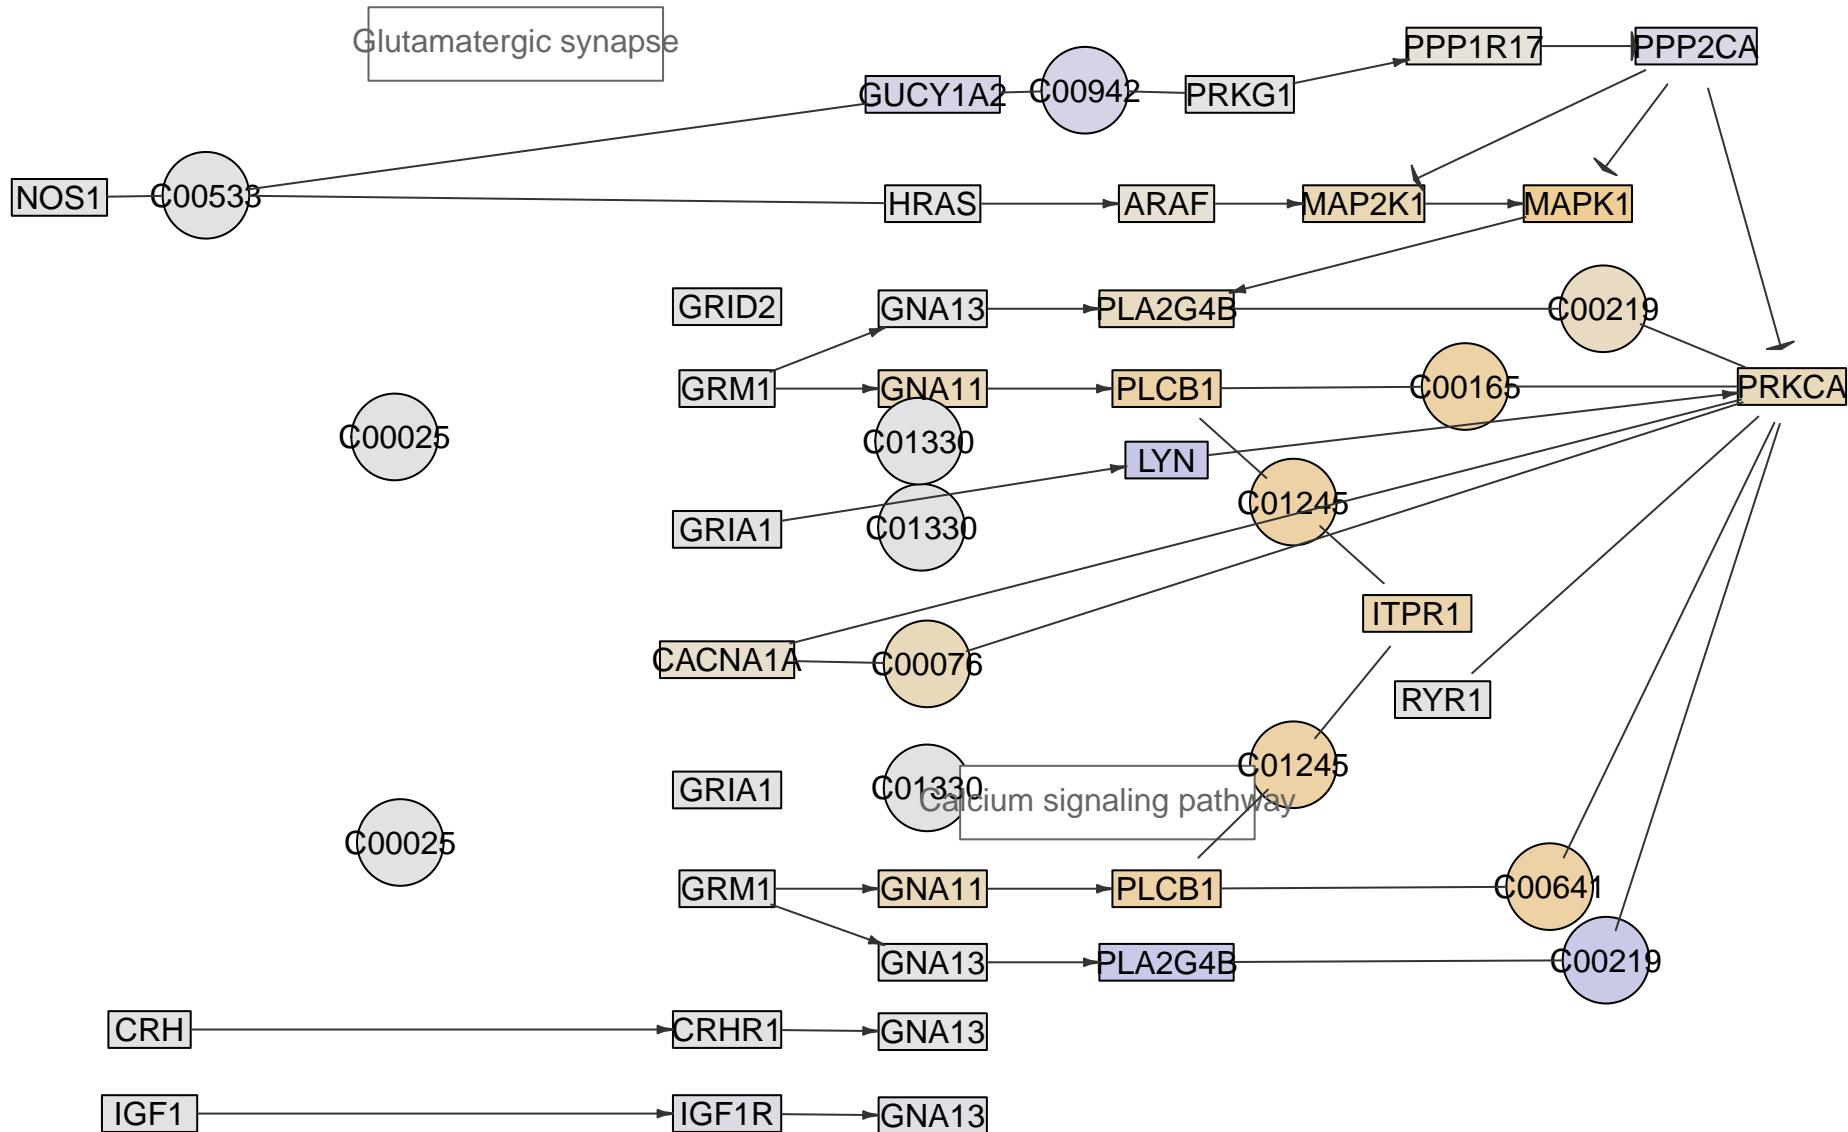 Glutamatergic synapse
PPP1R17
PPP2CA
GUCY1A2
C00942
PRKG1
NOS1
C00533
HRAS
ARAF
MAP2K1
MAPK1
GRID2
GNA13
PLA2G4B
C00219
GRM1
GNA11
PLCB1
C00165
PRKCA
C00025
C01330
LYN
C01245
GRIA1
C01330
ITPR1
CACNA1A
C00076
RYR1
C01245
GRIA1
C01330
Calcium signaling pathway
C00025
GRM1
GNA11
PLCB1
C00641
GNA13
PLA2G4B
C00219
CRH
CRHR1
GNA13
IGF1
IGF1R
GNA13